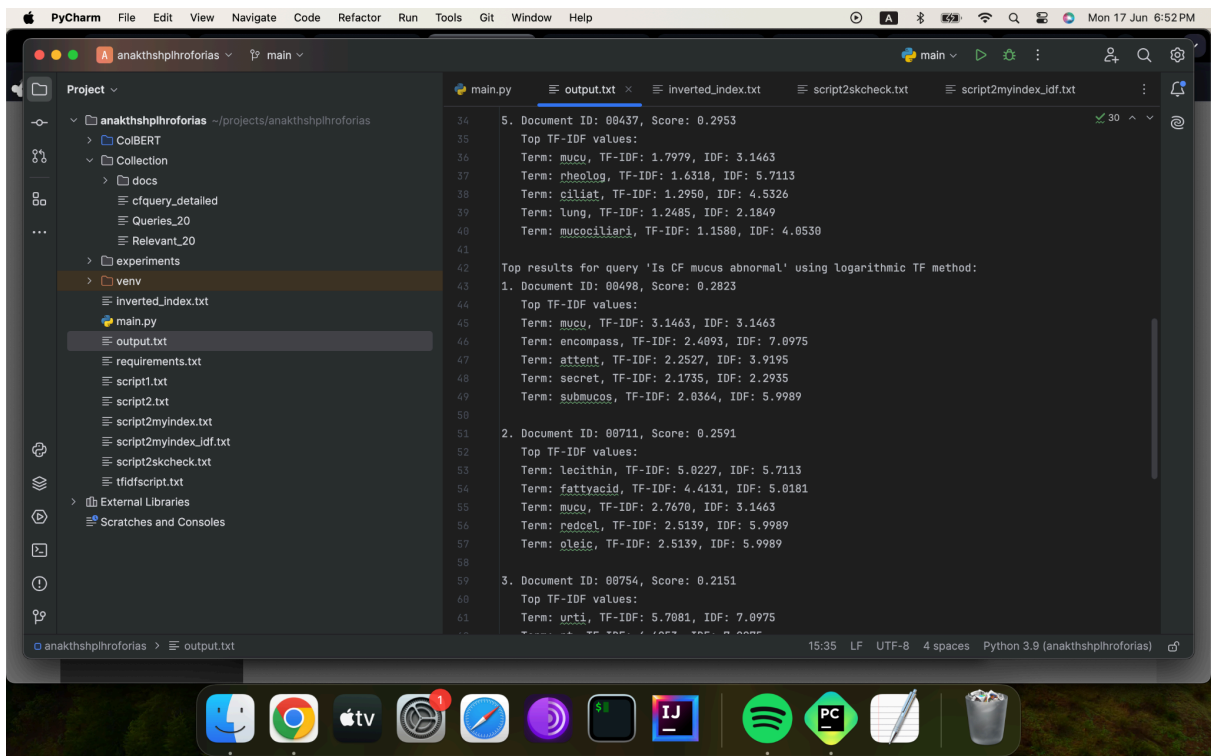 PyCharm File Edit View Navigate Code Refactor Run Tools Git Window Help A Mon 17 Jun 6:52 PM
A anakthshplhroforias main main
Project
main.py output.txt inverted_index.txt script2skcheck.txt script2myindex_idf.txt
anakthshplhroforias ~/projects/anakthshplhroforias
ColBERT
Collection
docs
cfquery_detailed
Queries_20
Relevant_20
experiments
venv
inverted_index.txt
main.py
output.txt
requirements.txt
script1.txt
script2.txt
script2myindex.txt
script2myindex_idf.txt
script2skcheck.txt
tfidfscript.txt
External Libraries
Scratches and Consoles
30
34 5. Document ID: 00437, Score: 0.2953
35 Top TF-IDF values:
36 Term: mucu, TF-IDF: 1.7979, IDF: 3.1463
37 Term: rheolog, TF-IDF: 1.6318, IDF: 5.7113
38 Term: ciliat, TF-IDF: 1.2950, IDF: 4.5326
39 Term: lung, TF-IDF: 1.2485, IDF: 2.1849
40 Term: mucociliari, TF-IDF: 1.1580, IDF: 4.0530
41
42 Top results for query 'Is CF mucus abnormal' using logarithmic TF method:
43 1. Document ID: 00498, Score: 0.2823
44 Top TF-IDF values:
45 Term: mucu, TF-IDF: 3.1463, IDF: 3.1463
46 Term: encompass, TF-IDF: 2.4093, IDF: 7.0975
47 Term: attent, TF-IDF: 2.2527, IDF: 3.9195
48 Term: secret, TF-IDF: 2.1735, IDF: 2.2935
49 Term: submucos, TF-IDF: 2.0364, IDF: 5.9989
50
51 2. Document ID: 00711, Score: 0.2591
52 Top TF-IDF values:
53 Term: lecithin, TF-IDF: 5.0227, IDF: 5.7113
54 Term: fattyacid, TF-IDF: 4.4131, IDF: 5.0181
55 Term: mucu, TF-IDF: 2.7670, IDF: 3.1463
56 Term: redcel, TF-IDF: 2.5139, IDF: 5.9989
57 Term: oleic, TF-IDF: 2.5139, IDF: 5.9989
58
59 3. Document ID: 00754, Score: 0.2151
60 Top TF-IDF values:
61 Term: urti, TF-IDF: 5.7081, IDF: 7.0975
anakthshplhroforias > output.txt 15:35 LF UTF-8 4 spaces Python 3.9 (anakthshplhroforias)
tv 1 $ IJ PC